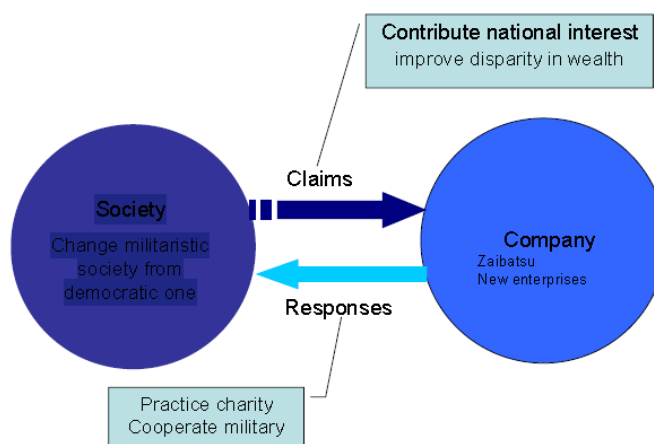 Contribute national interest
improve disparity in wealth
Claims
Society
Change militaristic
society from
democratic one
Company
Zaibatsu
New enterprises
Responses
Practice charity
Cooperate military